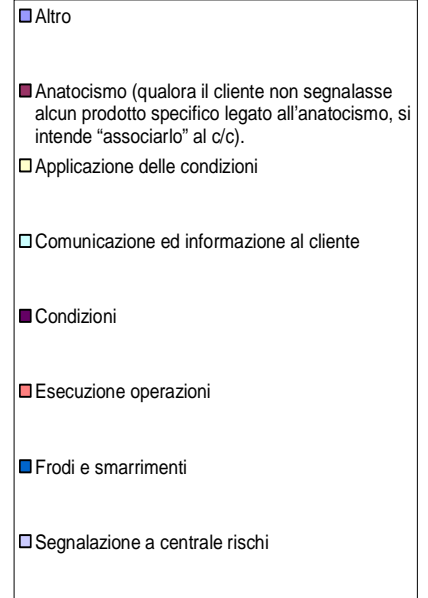 Altro
Anatocismo (qualora il cliente non segnalasse
alcun prodotto specifico legato all'anatocismo, si
intende “associarlo” al c/c).
Applicazione delle condizioni
Comunicazione ed informazione al cliente
Condizioni
Esecuzione operazioni
Frodi e smarrimenti
Segnalazione a centrale rischi